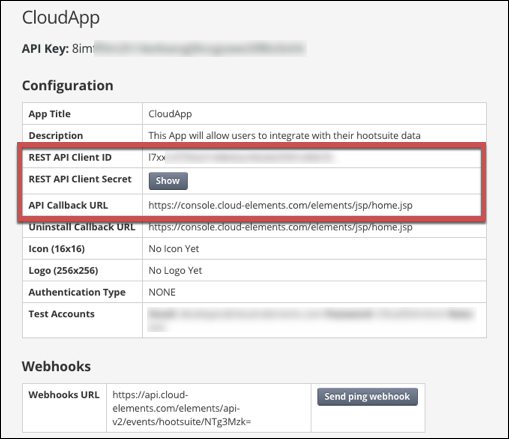 CloudApp
API Key: 8imf
Configuration
App Title CloudApp
Description This App will allow users to integrate with their hootsuite data
REST API Client ID l7xx
REST API Client Secret Show
API Callback URL https://console.cloud-elements.com/elements/jsp/home.jsp
Uninstall Callback URL https://console.cloud-elements.com/elements/jsp/home.jsp
Icon (16x16) No Icon Yet
Logo (256x256) No Logo Yet
Authentication Type NONE
Test Accounts
Webhooks
Webhooks URL https://api.cloud-
elements.com/elements/api-
v2/events/hootsuite/NTg3Mzk=
Send ping webhook